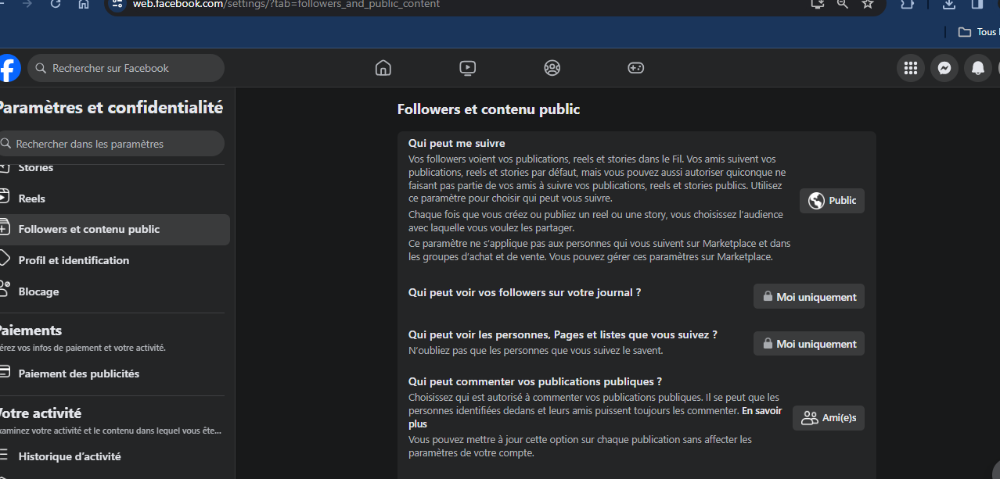 web.facebook.com/settings/?tab=followers_and_public_content
Tous
Rechercher sur Facebook
Paramètres et confidentialité
Rechercher dans les paramètres
Stories
Reels
Followers et contenu public
Profil et identification
Blocage
Paiements
érez vos infos de paiement et votre activité.
Paiement des publicités
Votre activité
xaminez votre activité et le contenu dans lequel vous ête...
Historique d’activité
Followers et contenu public
Qui peut me suivre
Vos followers voient vos publications, reels et stories dans le Fil. Vos amis suivent vos
publications, reels et stories par défaut, mais vous pouvez aussi autoriser quiconque ne
faisant pas partie de vos amis à suivre vos publications, reels et stories publics. Utilisez
ce paramètre pour choisir qui peut vous suivre.
Chaque fois que vous créez ou publiez un reel ou une story, vous choisissez l’audience
avec laquelle vous voulez les partager.
Ce paramètre ne s’applique pas aux personnes qui vous suivent sur Marketplace et dans
les groupes d’achat et de vente. Vous pouvez gérer ces paramètres sur Marketplace.
Public
Qui peut voir vos followers sur votre journal ?
Moi uniquement
Qui peut voir les personnes, Pages et listes que vous suivez ?
N’oubliez pas que les personnes que vous suivez le savent.
Moi uniquement
Qui peut commenter vos publications publiques ?
Choisissez qui est autorisé à commenter vos publications publiques. Il se peut que les
personnes identifiées dedans et leurs amis puissent toujours les commenter. En savoir
plus
Vous pouvez mettre à jour cette option sur chaque publication sans affecter les
paramètres de votre compte.
Ami(e)s